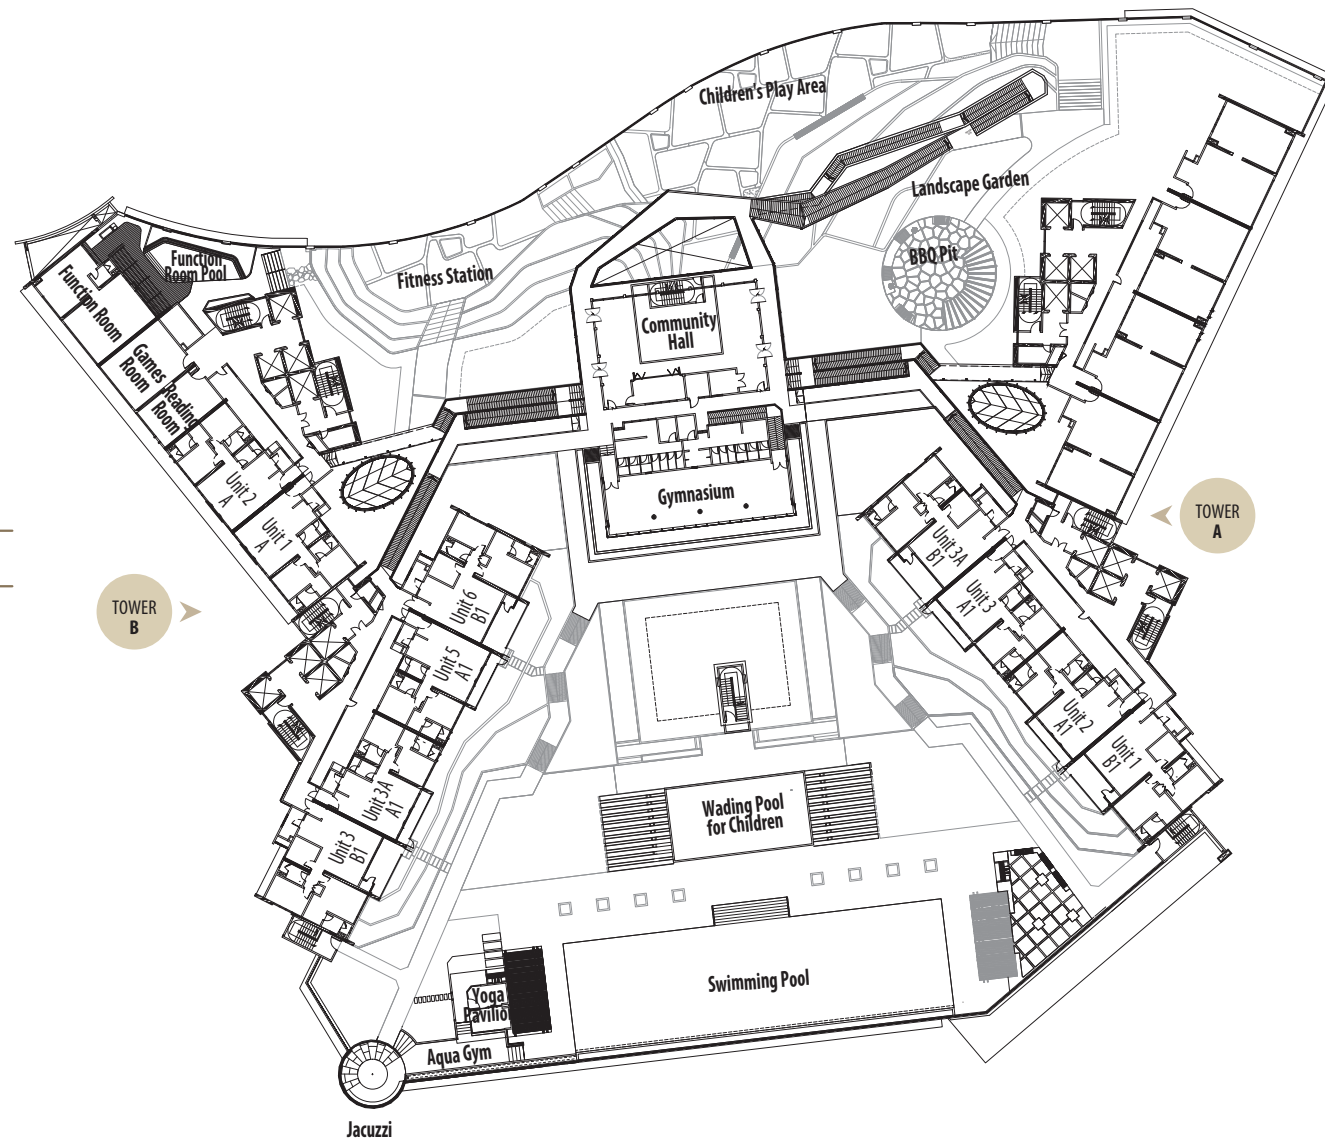 Children's Play Area
Landscape Garden
BBQ Pit
Function
Room Pool
Function Room
Fitness Station
Community
Hall
Games
Room
Reading
Room
Gymnasium
Unit 2
A
Unit 1
A
TOWER
A
TOWER
B
Unit 3A
B1
Unit 3
A1
Unit 2
A1
Unit 1
B1
Unit 6
B1
Unit 5
A1
Unit 3A
A1
Unit 3
B1
Wading Pool
for Children
Swimming Pool
Yoga
Pavilio
Aqua Gym
Jacuzzi